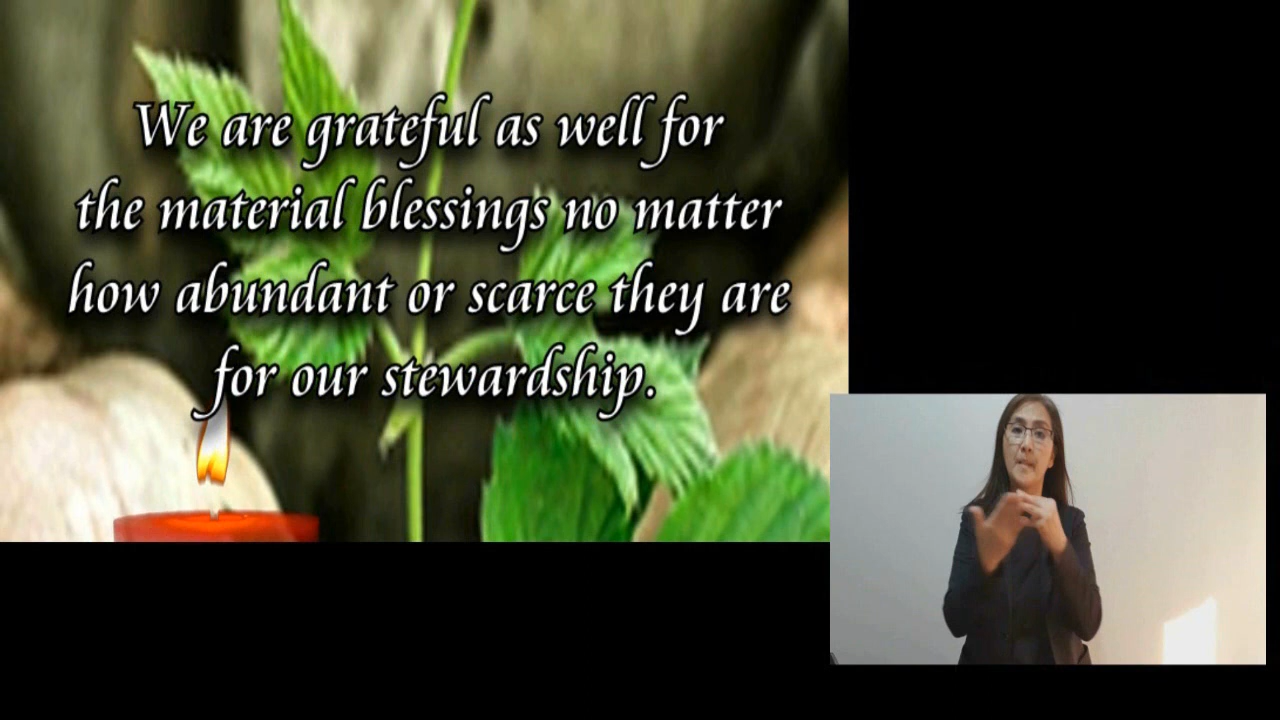 We are grateful as well for
the material blessings no matter
how abundant or scarce they are
for our stewardship.